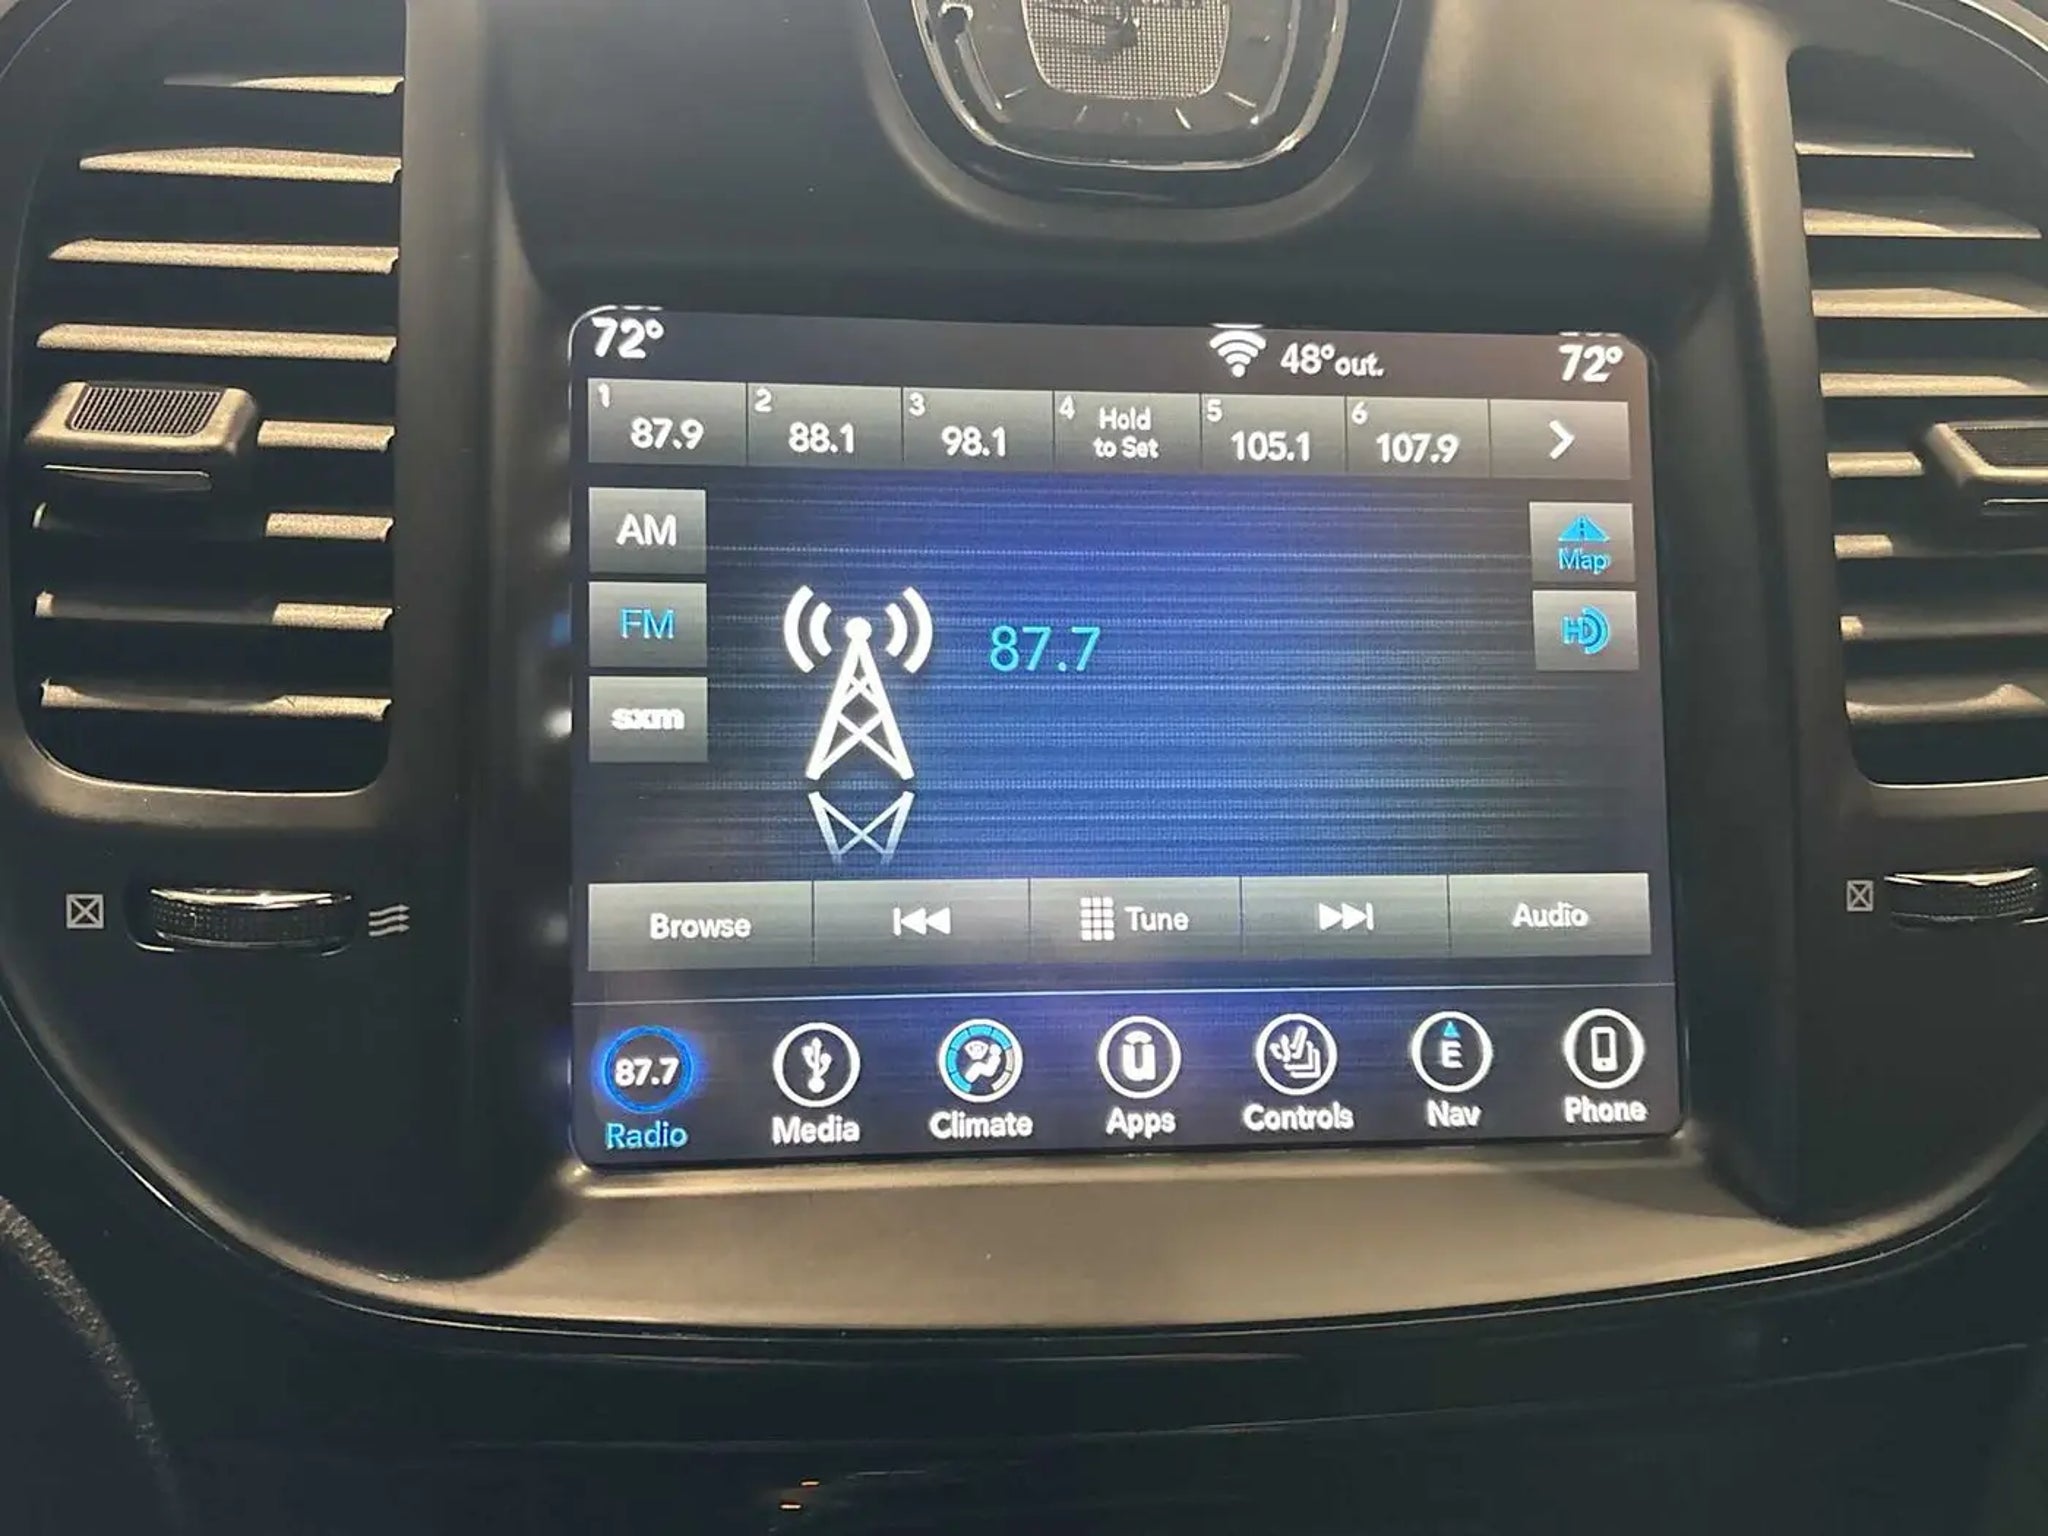 72°
48°out.
72°
1 87.9
2 88.1
3 98.1
4 Hold
to Set
5 105.1
6 107.9
AM
FM
sxm
87.7
Map
HD
Browse
Tune
Audio
87.7
Radio
Media
Climate
ū
Apps
Controls
E
Nav
Phone